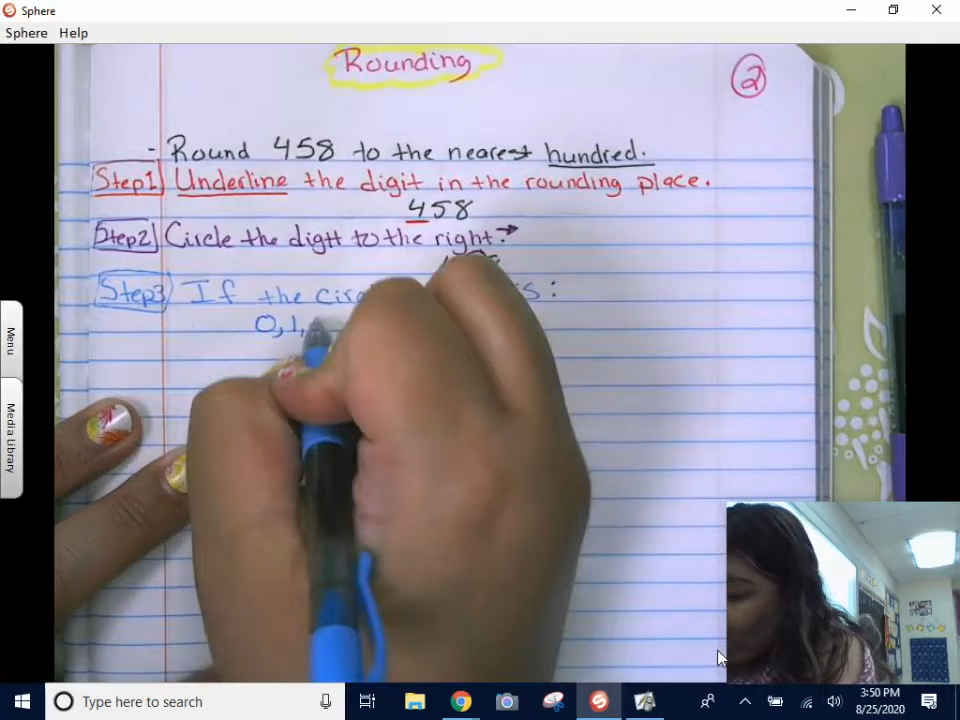 Sphere
Sphere Help
Rounding
2
- Round 458 to the nearest hundred.
Step1 Underline the digit in the rounding place.
458
Step2 Circle the digit to the right.
Step3 If the is:
0, 1,
Menu
Media Library
Type here to search
3:50 PM
8/25/2020